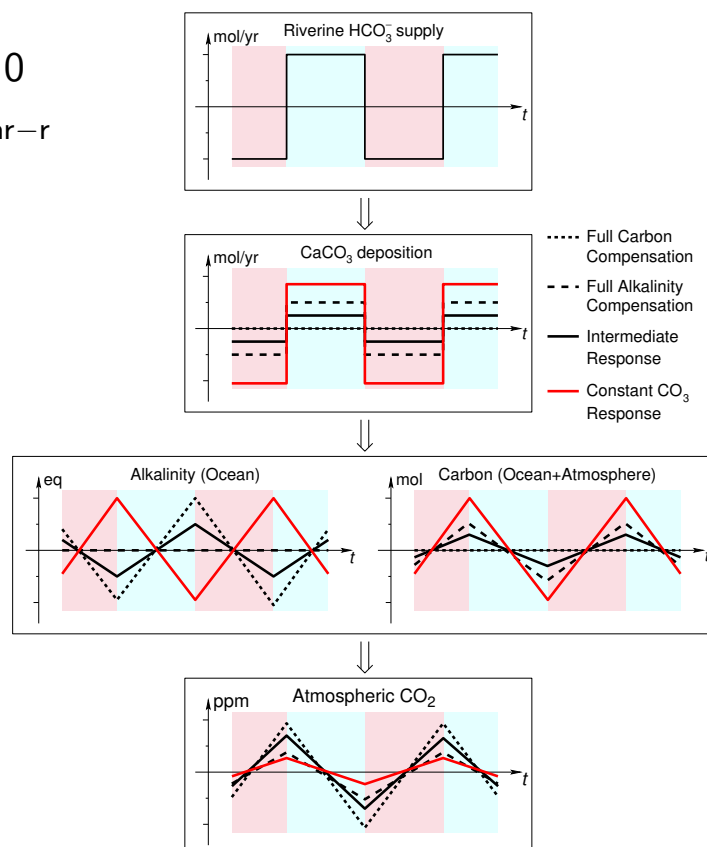 0
r−r
Riverine HCO₃⁻ supply
mol/yr
t
CaCO₃ deposition
mol/yr
t
Full Carbon
Compensation
Full Alkalinity
Compensation
Intermediate
Response
Constant CO₃
Response
Alkalinity (Ocean)
eq
t
Carbon (Ocean+Atmosphere)
mol
t
Atmospheric CO₂
ppm
t